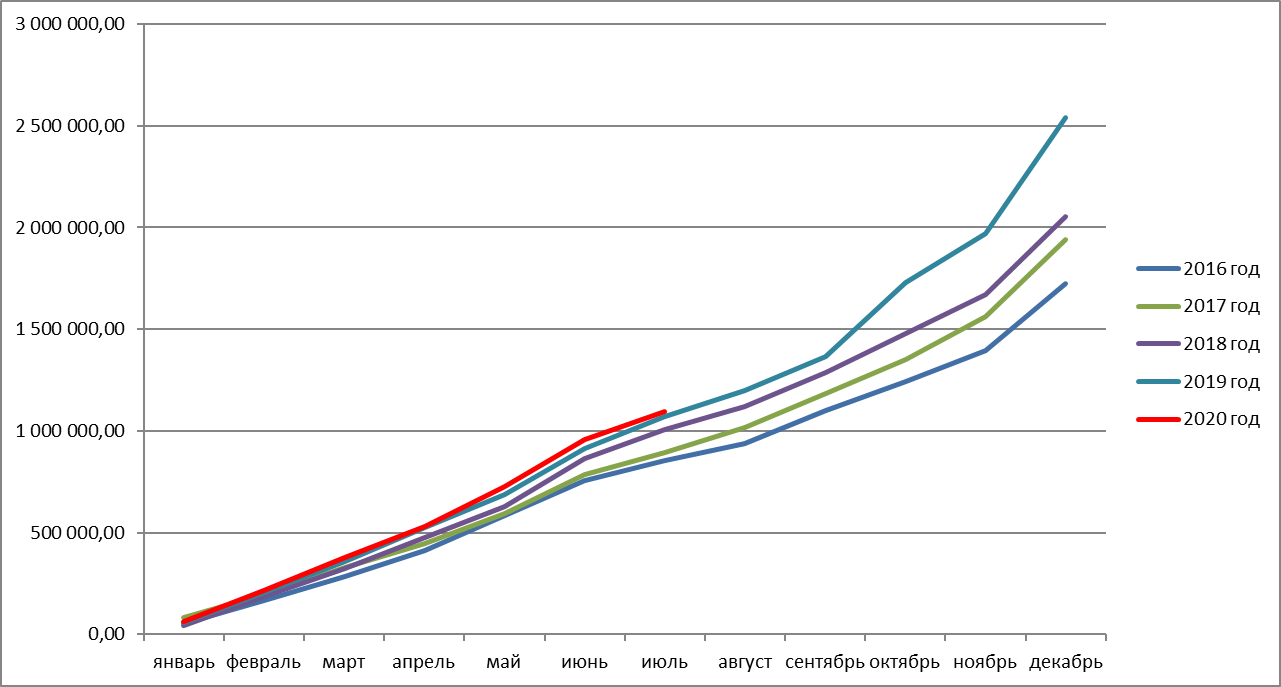 3 000 000,00
2 500 000,00
2 000 000,00
1 500 000,00
1 000 000,00
500 000,00
0,00
январь февраль март апрель май июнь июль август сентябрь октябрь ноябрь декабрь
2016 год
2017 год
2018 год
2019 год
2020 год